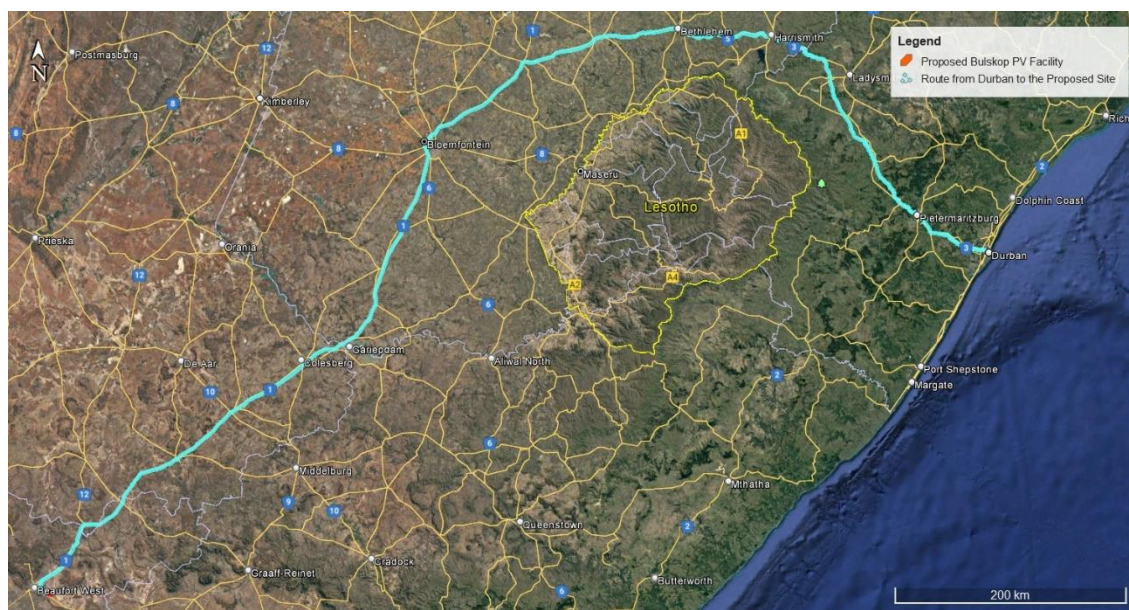 Bethlehem
Harrismith
1
5
3
12
Postmasburg
N
Legend
Proposed Bulskop PV Facility
Route from Durban to the Proposed Site
Ladysm
Kimberley
8
8
8
Rich
Bloemfontein
8
8
A1
2
Maseru
6
Lesotho
Dolphin Coast
Pietermaritzburg
1
3
Durban
Prieska
Orania
12
A2
A4
6
Gariepdam
Colesberg
Aliwal North
De Aar
2
Port Shepstone
Margate
10
1
6
Middelburg
Mthatha
12
9
10
Queenstown
2
1
Graaff-Reinet
Cradock
Butterworth
Beaufort West
6
200 km